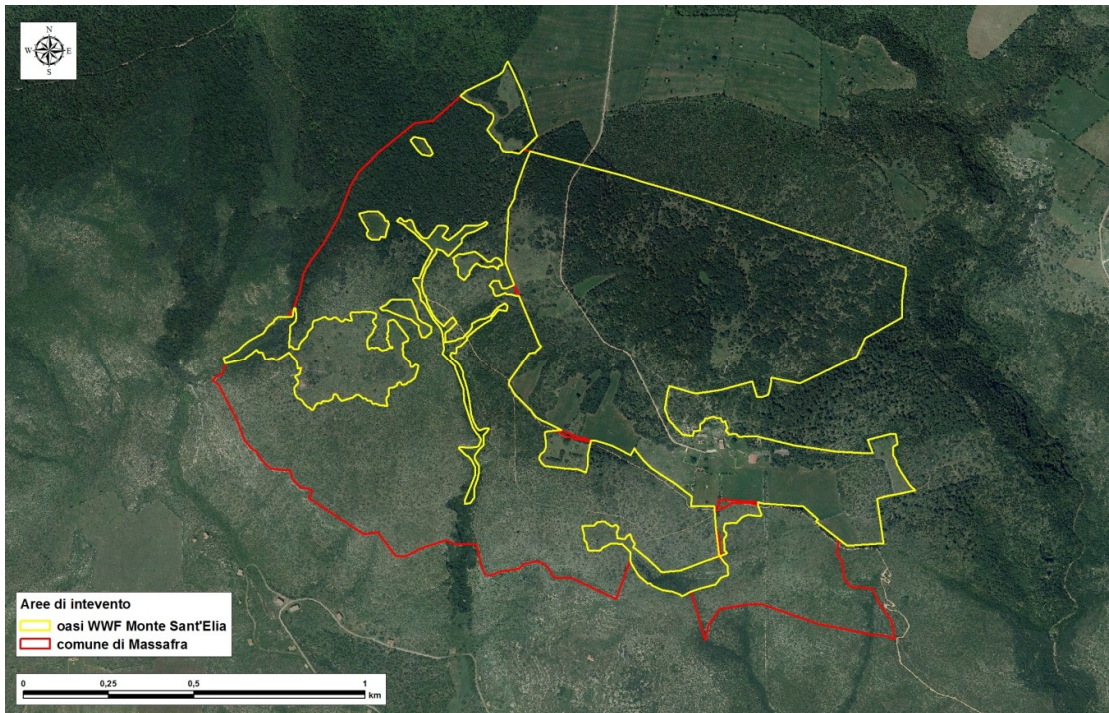 N
W E
S
Aree di intevento
oasi WWF Monte Sant'Elia
comune di Massafra
0 0,25 0,5 1
km